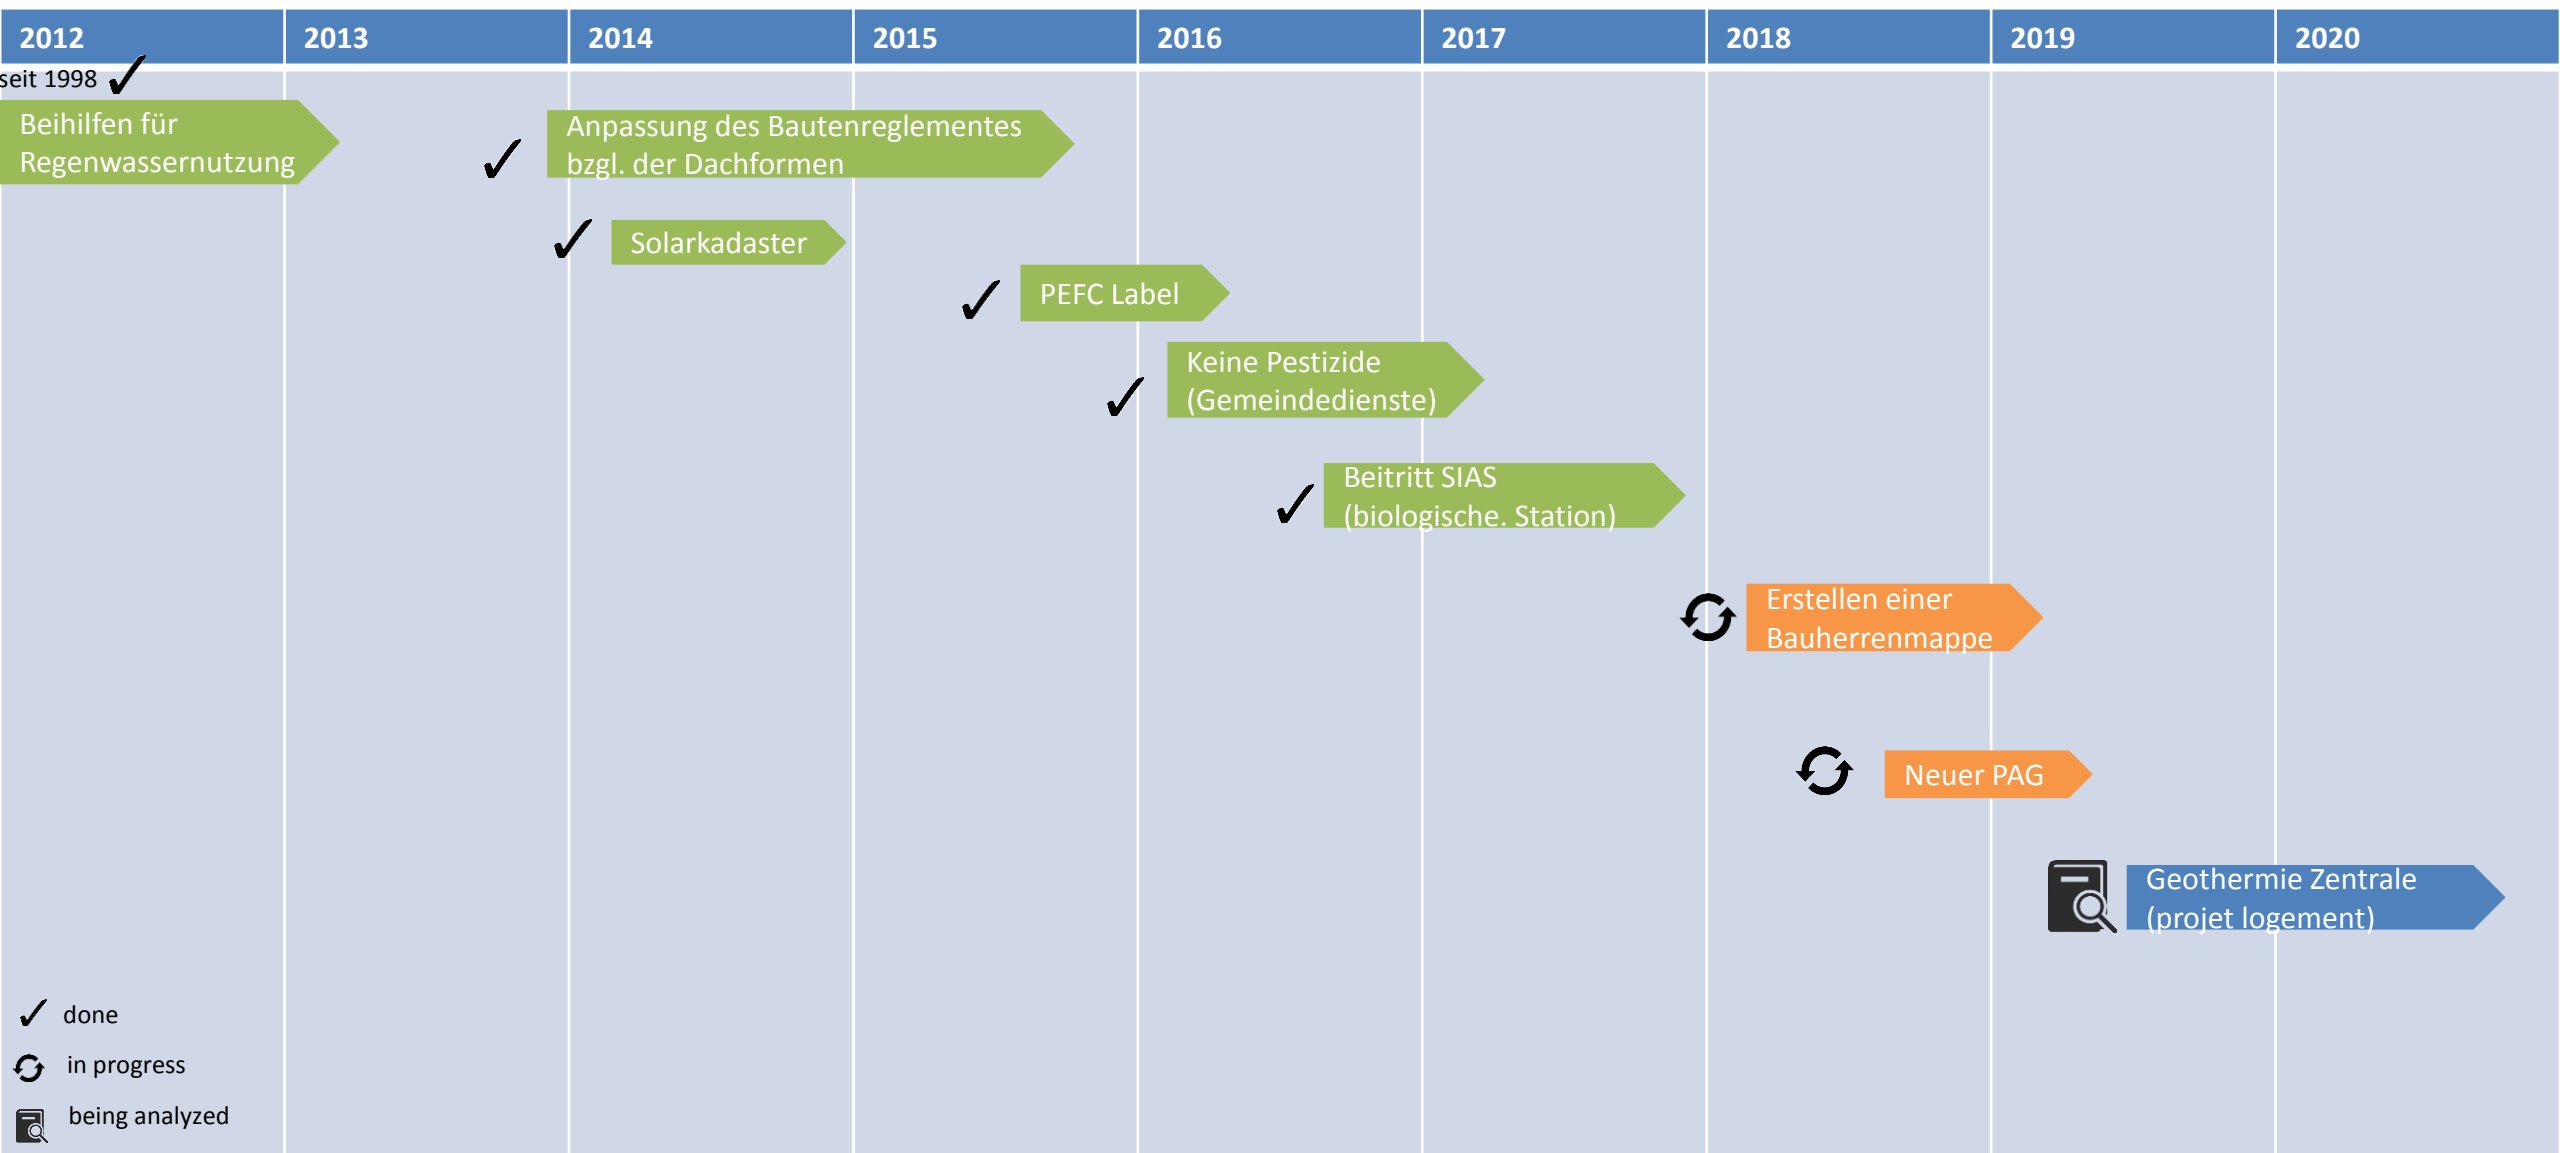 2012 2013 2014 2015 2016 2017 2018 2019 2020
seit 1998
Beihilfen für
Regenwassernutzung
Anpassung des Bautenreglementes
bzgl. der Dachformen
Solarkadaster
PEFC Label
Keine Pestizide
(Gemeindedienste)
Beitritt SIAS
(biologische. Station)
Erstellen einer
Bauherrenmappe
Neuer PAG
Geothermie Zentrale
(projet logement)
done
in progress
being analyzed